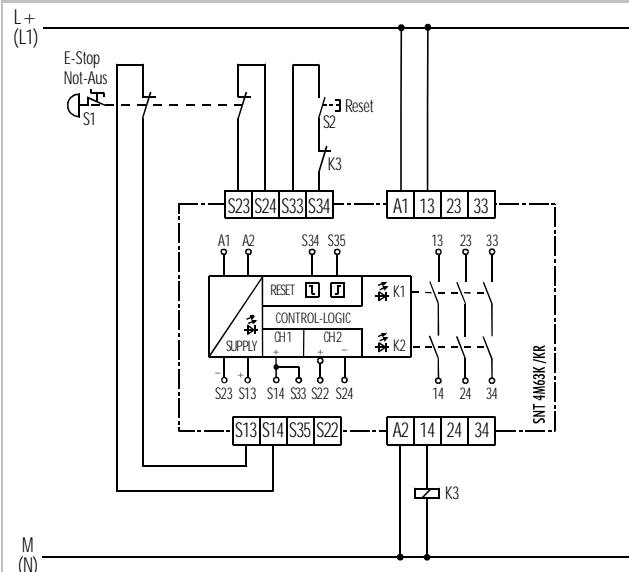 L+
(L1)
E-Stop
Not-Aus
S1
S2
Reset
K3
S23 S24 S33 S34
A1 13 23 33
A1 A2 S34 S35 13 23 33
RESET
K1
CONTROL-LOGIC
CH1 CH2
SUPPLY
+ + −
K2
− +
S23 S13 S14 S33 S22 S24 14 24 34
SNT 4M63K /KR
S13 S14 S35 S22
A2 14 24 34
K3
M
(N)